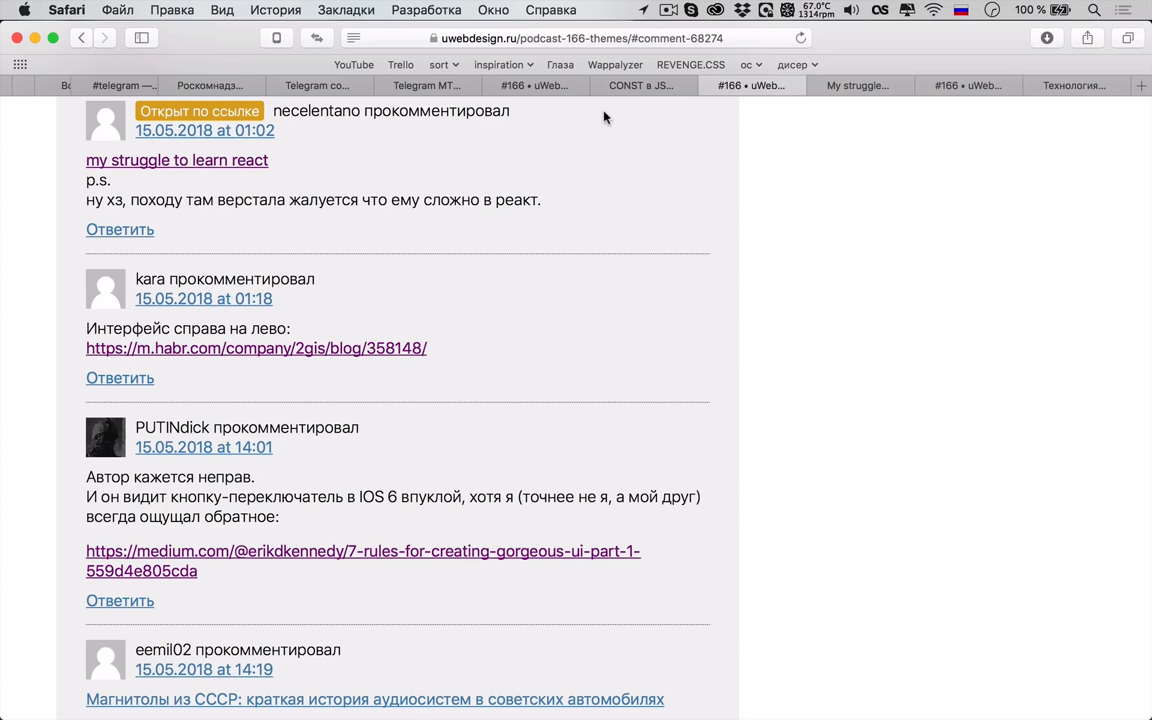 Safari Файл Правка Вид История Закладки Разработка Окно Справка 67.0°C 1314rpm 100 %
uwebdesign.ru/podcast-166-themes/#comment-68274
YouTube Trello sort inspiration Глаза Wappalyzer REVENGE.CSS ос дисер
Вс #telegram —... Роскомнадз... Telegram co... Telegram MT... #166 • uWeb... CONST в JS... #166 • uWeb... My struggle... #166 • uWeb... Технология...
Открыт по ссылке necelentano прокомментировал
15.05.2018 at 01:02
my struggle to learn react
p.s.
ну хз, походу там верстала жалуется что ему сложно в реакт.
Ответить
kara прокомментировал
15.05.2018 at 01:18
Интерфейс справа на лево:
https://m.habr.com/company/2gis/blog/358148/
Ответить
PUTINdick прокомментировал
15.05.2018 at 14:01
Автор кажется неправ.
И он видит кнопку-переключатель в IOS 6 впуклой, хотя я (точнее не я, а мой друг)
всегда ощущал обратное:
https://medium.com/@erikdkennedy/7-rules-for-creating-gorgeous-ui-part-1-
559d4e805cda
Ответить
eemil02 прокомментировал
15.05.2018 at 14:19
Магнитолы из СССР: краткая история аудиосистем в советских автомобилях